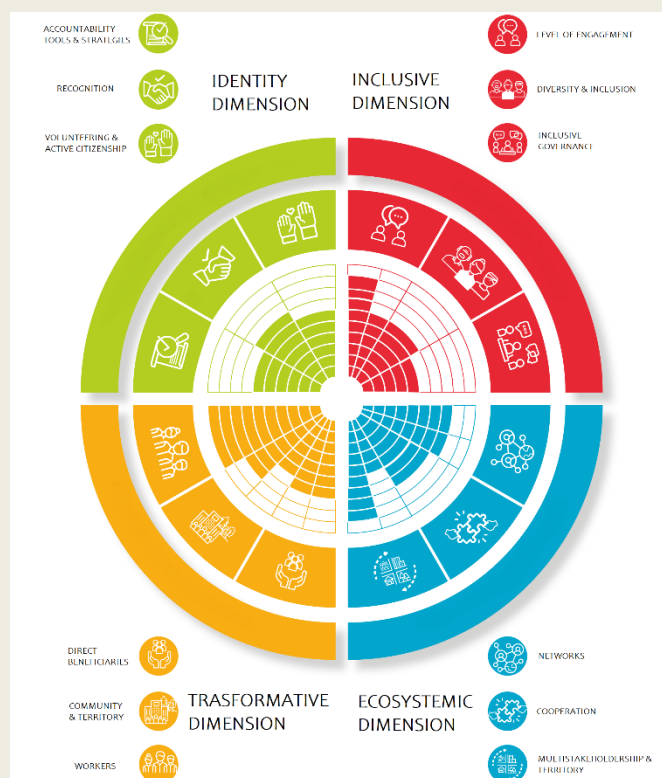 ACCOUNTABILITY
TOOLS & STRATEGIES
RECOGNITION
VOLUNTEERING &
ACTIVE CITIZENSHIP
IDENTITY
DIMENSION
INCLUSIVE
DIMENSION
LEVEL OF ENGAGEMENT
DIVERSITY & INCLUSION
INCLUSIVE
GOVERNANCE
DIRECT
BENEFICIARIES
COMMUNITY
& TERRITORY
WORKERS
TRASFORMATIVE
DIMENSION
ECOSYSTEMIC
DIMENSION
NETWORKS
COOPERATION
MULTISTAKEHOLDERSHIP &
TERRITORY